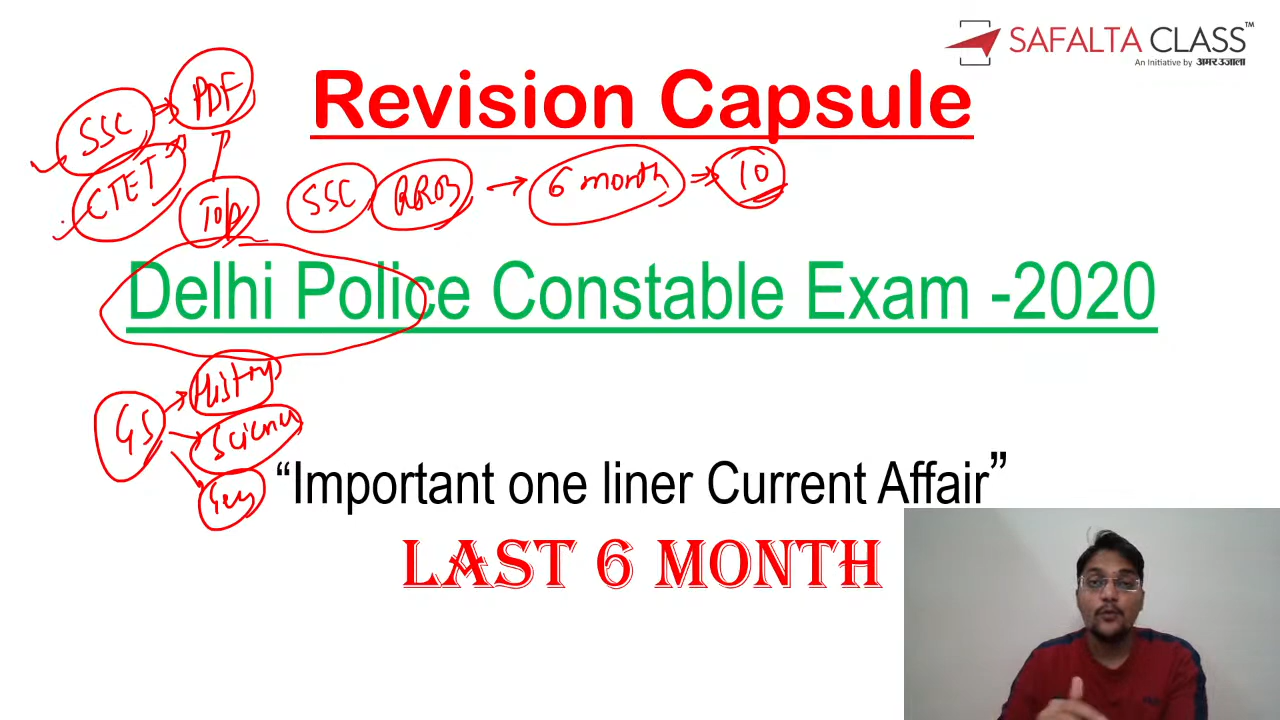 SAFALTA CLASS™
An Initiative by अमर उजाला
Revision Capsule
SSC → PDF
CTET
Top
SSC RRB → 6 month → 10
Delhi Police Constable Exam -2020
GS → History
Science
Geo
“Important one liner Current Affair”
LAST 6 MONTH